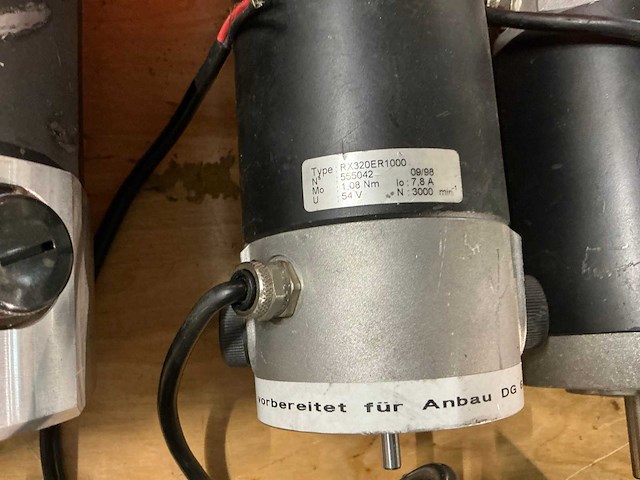 Type : RX320ER1000
N° : 555042 09/98
Mo : 1,08 Nm Io : 7,8 A
U : 54 V N : 3000 min
vorbereitet für Anbau DG